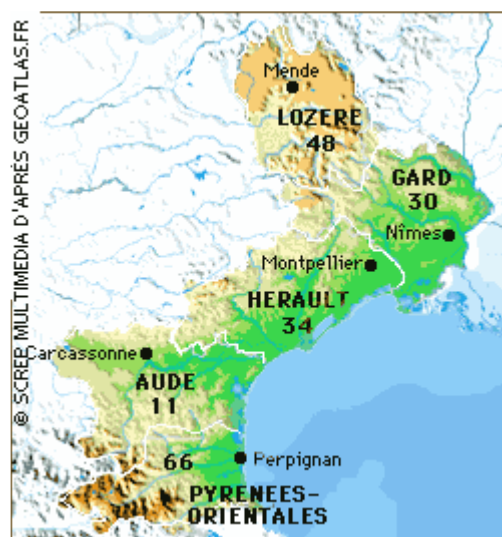 © SCREP MULTIMEDIA D'APRÈS GEOATLAS.FR
Mende
LOZERE
48
GARD
30
Nîmes
Montpellier
HERAULT
34
Carcassonne
AUDE
11
66
Perpignan
PYRENEES-
ORIENTALES